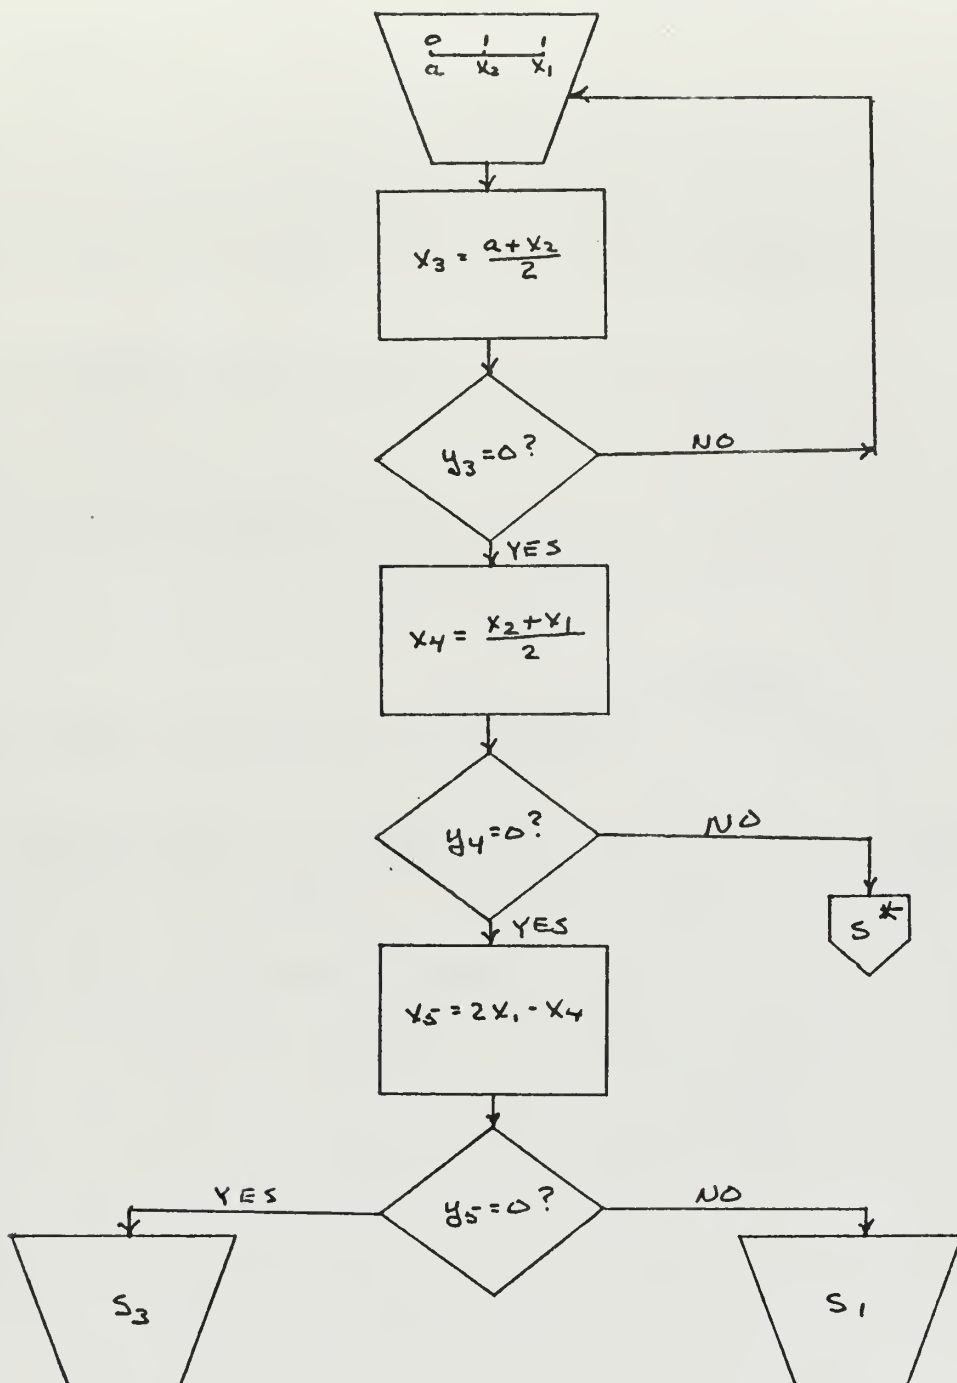 0 1 1
a x₂ x₁
x₃ = a + x₂ / 2
y₃ = 0 ?
NO
YES
x₄ = x₂ + x₁ / 2
y₄ = 0 ?
NO
S*
YES
x₅ = 2x₁ - x₄
y₅ = 0 ?
YES
NO
S₃
S₁